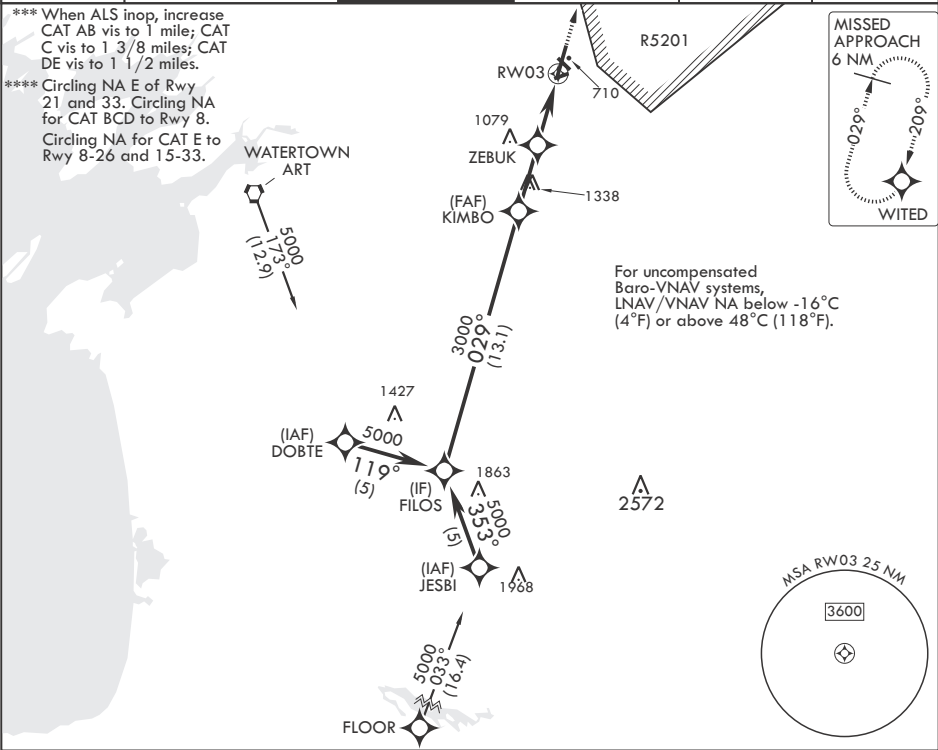 *** When ALS inop, increase
CAT AB vis to 1 mile; CAT
C vis to 1 3/8 miles; CAT
DE vis to 1 1/2 miles.
**** Circling NA E of Rwy
21 and 33. Circling NA
for CAT BCD to Rwy 8.
Circling NA for CAT E to
Rwy 8-26 and 15-33.
R5201
MISSED
APPROACH
6 NM
029°
209°
WITED
RW03
710
1079
ZEBUK
1338
(FAF)
KIMBO
WATERTOWN
ART
5000
173°
(12.9)
For uncompensated
Baro-VNAV systems,
LNAV/VNAV NA below -16°C
(4°F) or above 48°C (118°F).
3000
029°
(13.1)
1427
(IAF)
DOBTE
5000
119°
(5)
(IF)
FILOS
1863
5000
353°
(5)
2572
(IAF)
JESBI
1968
MSA RW03 25 NM
3600
5000
033°
(16.4)
FLOOR